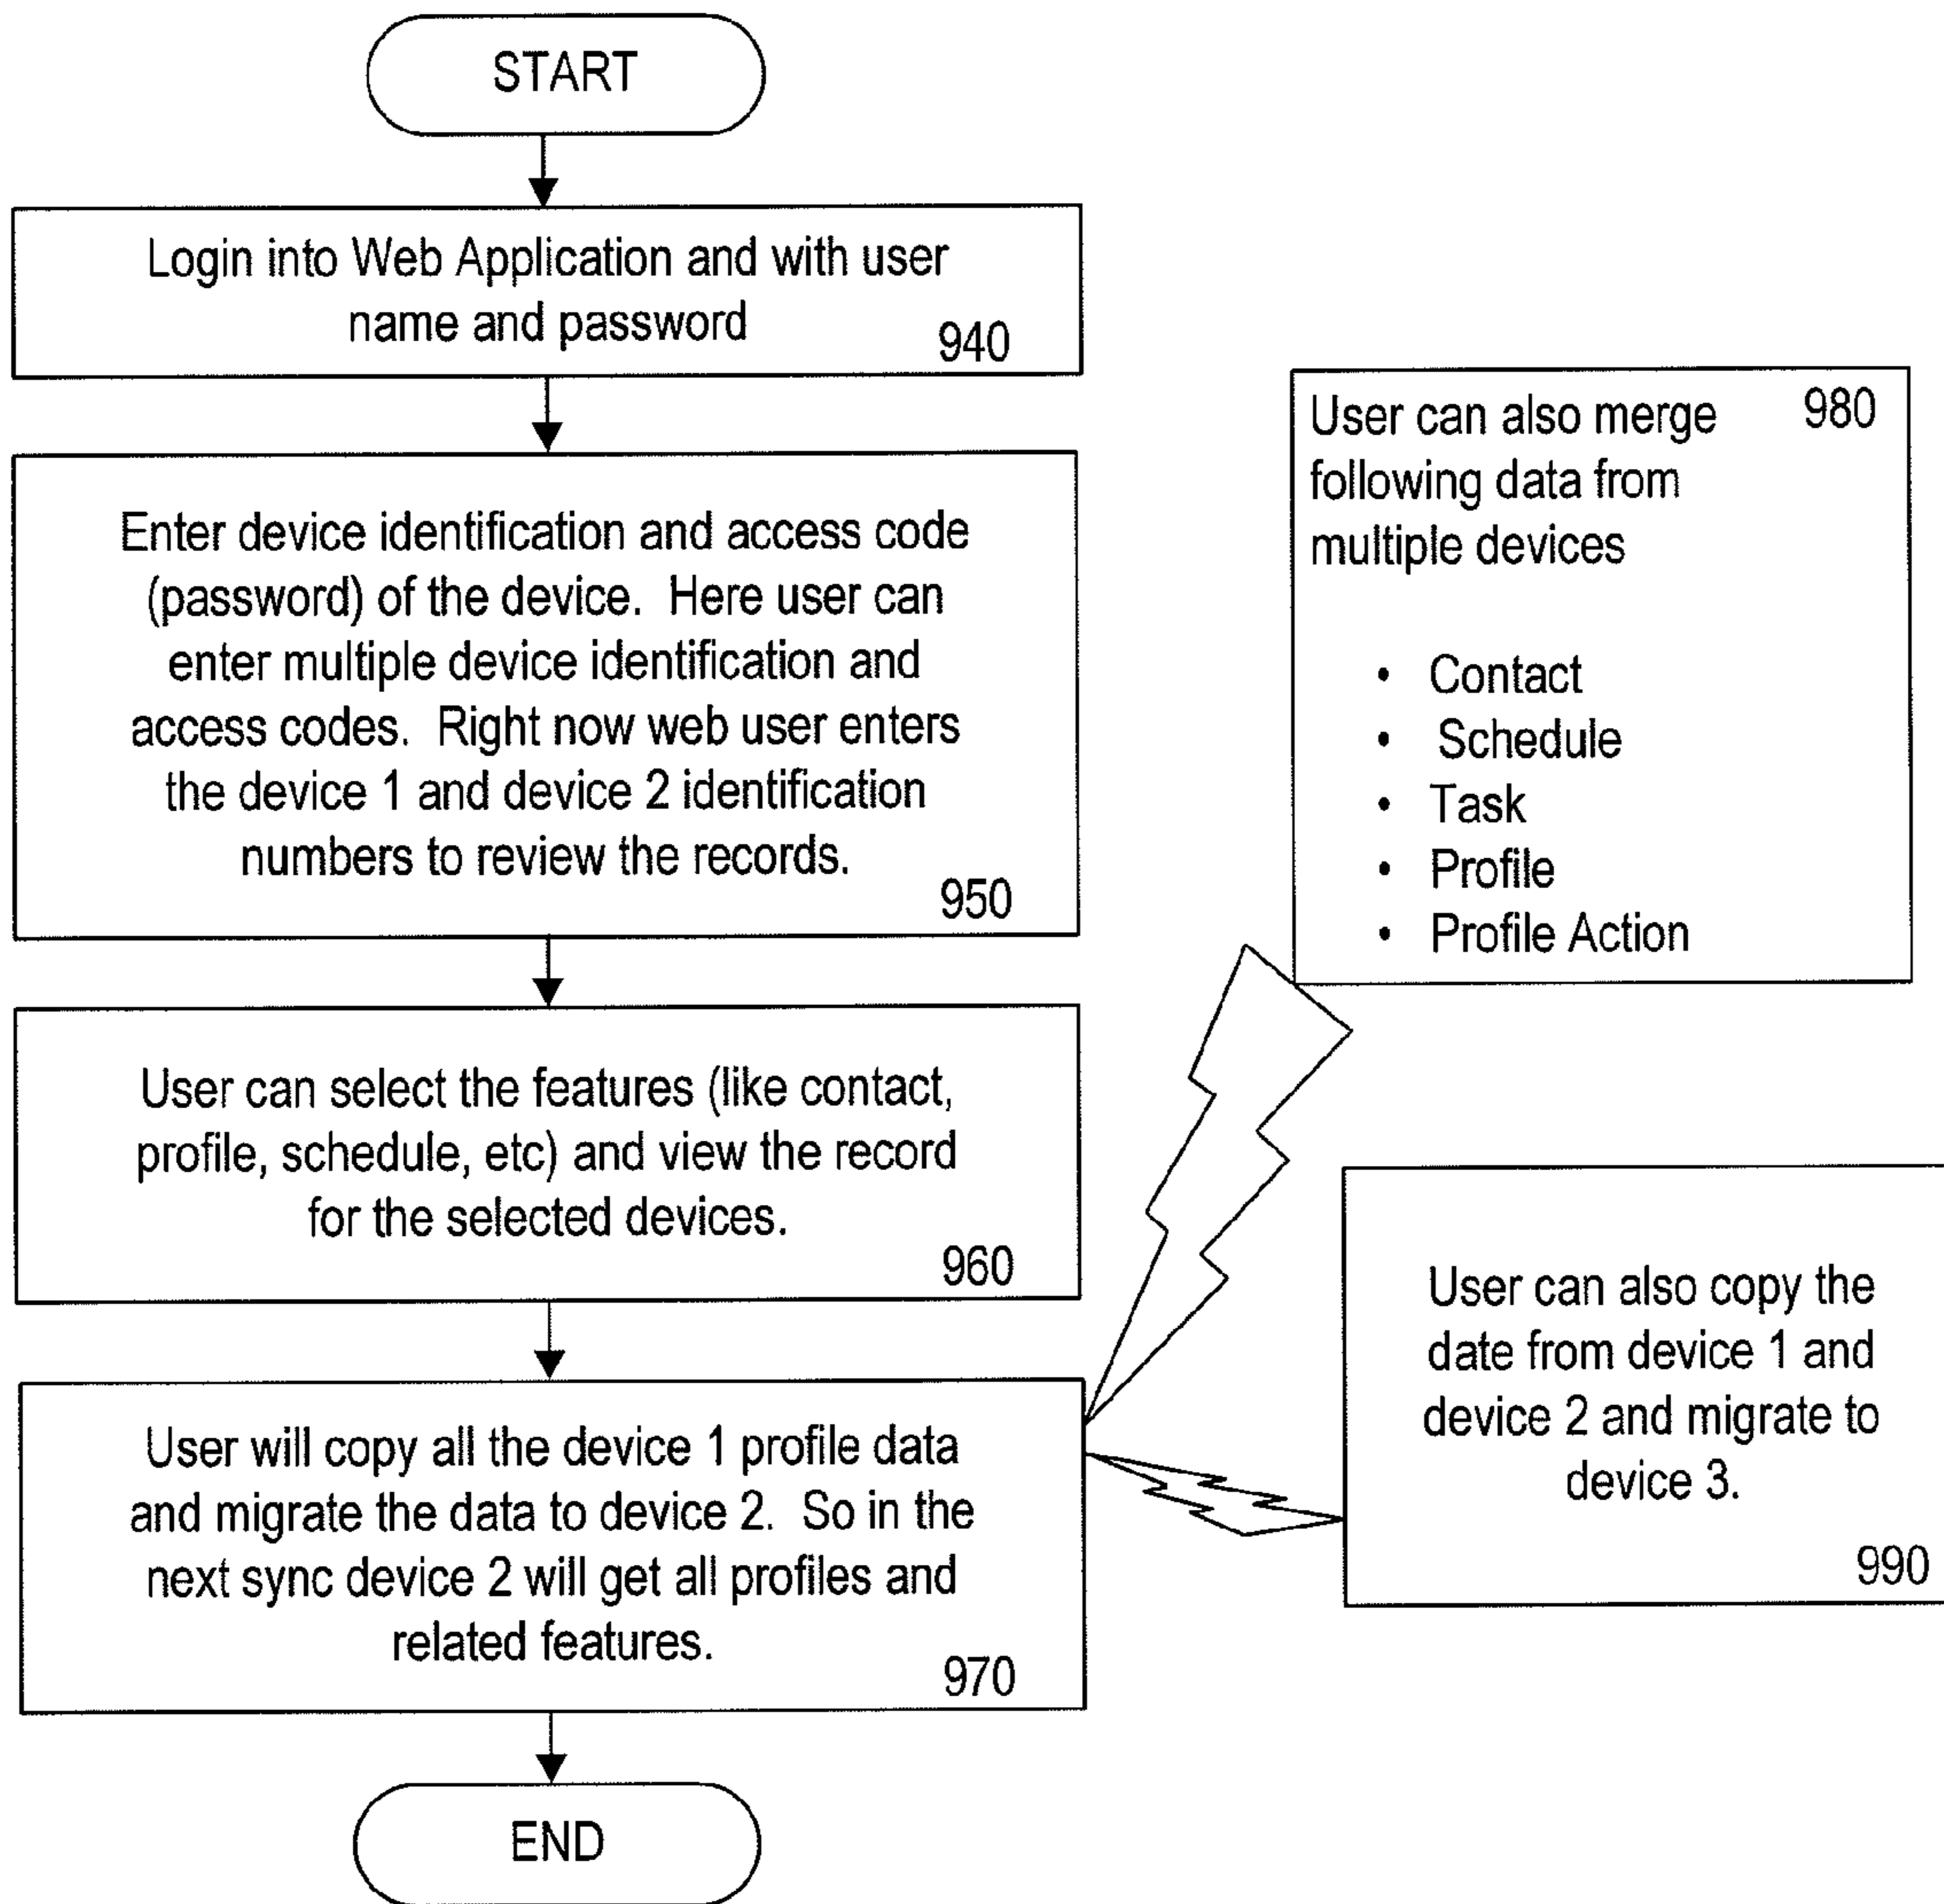 START
Login into Web Application and with user
name and password
940
Enter device identification and access code
(password) of the device. Here user can
enter multiple device identification and
access codes. Right now web user enters
the device 1 and device 2 identification
numbers to review the records.
950
User can select the features (like contact,
profile, schedule, etc) and view the record
for the selected devices.
960
User will copy all the device 1 profile data
and migrate the data to device 2. So in the
next sync device 2 will get all profiles and
related features.
970
END
User can also merge 980
following data from
multiple devices
• Contact
• Schedule
• Task
• Profile
• Profile Action
User can also copy the
date from device 1 and
device 2 and migrate to
device 3.
990